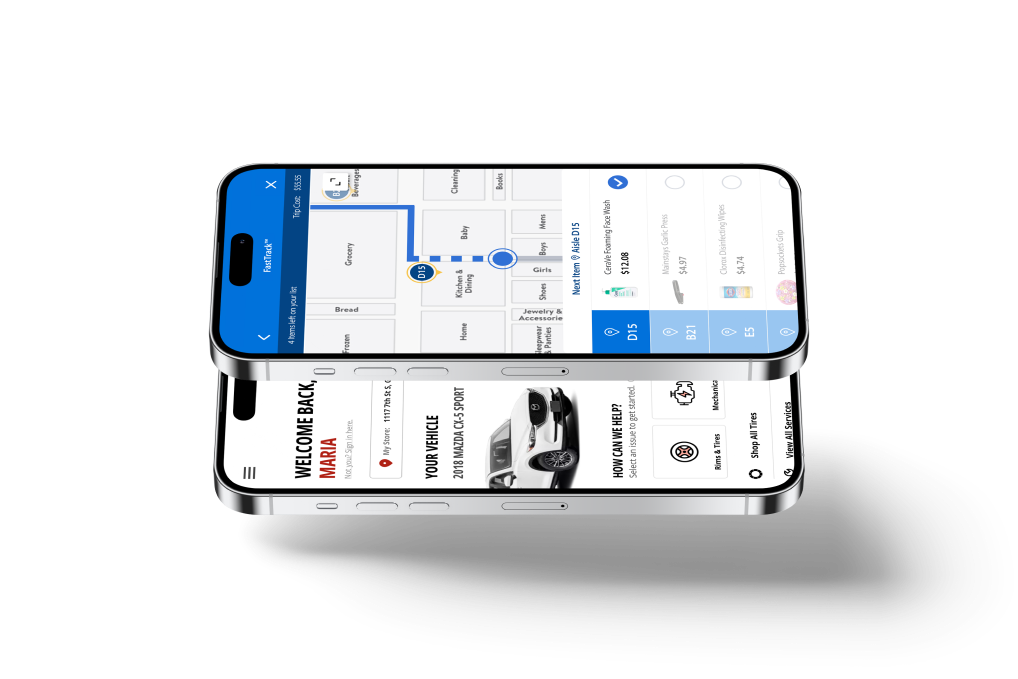 FastTrack™
4 items left on your list
Trip Cost: $55.55
Beverages
Cleaning
Books
Grocery
Baby
Mens
Boys
Girls
D15
Kitchen &
Dining
Shoes
Bread
Jewelry &
Accessories
Frozen
Home
Sleepwear
& Panties
Next Item Aisle D15
D15
CeraVe Foaming Face Wash
$12.08
B21
Mainstays Garlic Press
$4.97
E5
Clorox Disinfecting Wipes
$4.74
Popsockets Grip
WELCOME BACK,
MARIA
Not you? Sign in here.
My Store: 1117 7th St S,
YOUR VEHICLE
2018 MAZDA CX-5 SPORT
HOW CAN WE HELP?
Select an issue to get started.
Rims & Tires
Mechanica
Shop All Tires
View All Services